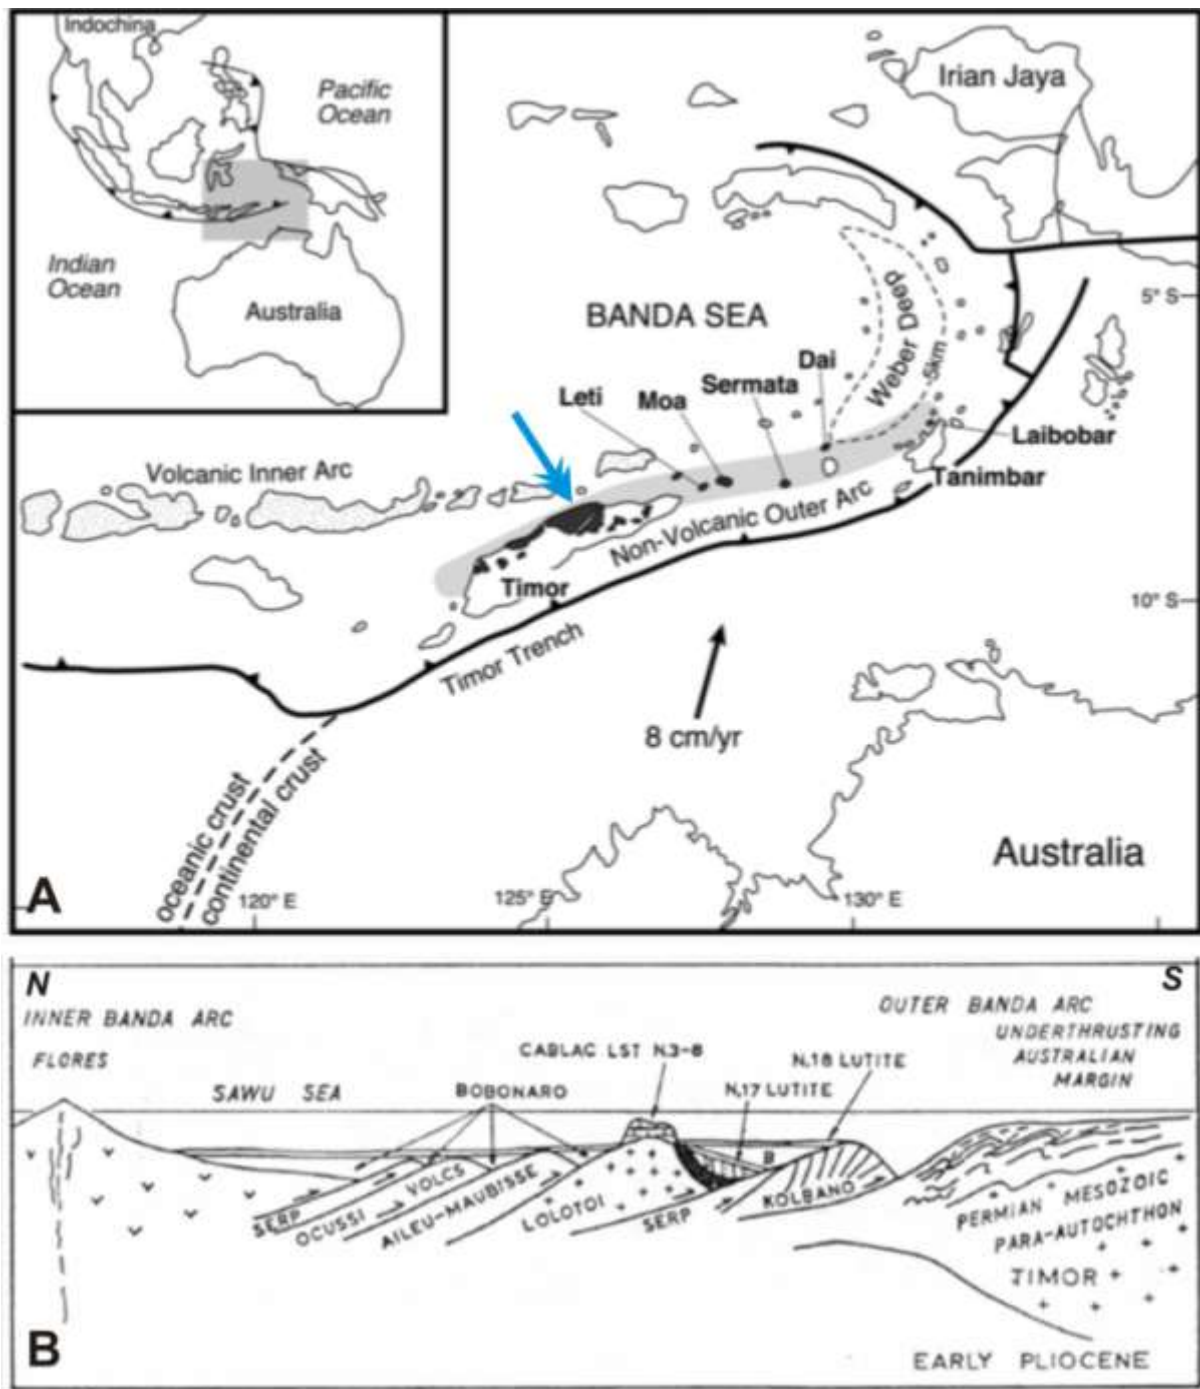 Indochina
Pacific
Ocean
Indian
Ocean
Australia
Irian Jaya
5° S
BANDA SEA
Weber Deep
5km
Dai
Sermata
Leti
Moa
Laibobar
Tanimbar
Volcanic Inner Arc
Non-Volcanic Outer Arc
Timor
10° S
Timor Trench
8 cm/yr
oceanic crust
continental crust
Australia
A
120° E
125° E
130° E
N
S
INNER BANDA ARC
OUTER BANDA ARC
UNDERTHRUSTING
AUSTRALIAN
MARGIN
FLORES
CABLAC LST N.3-8
N.18 LUTITE
SAWU SEA
BOBONARO
N.17 LUTITE
B
SERP
OCUSSI VOLCS
AILEU-MAUBISSE
LOLOTOI
SERP
KOLBANO
PERMIAN MESOZOIC
PARA-AUTOCHTHON
TIMOR
B
EARLY PLIOCENE